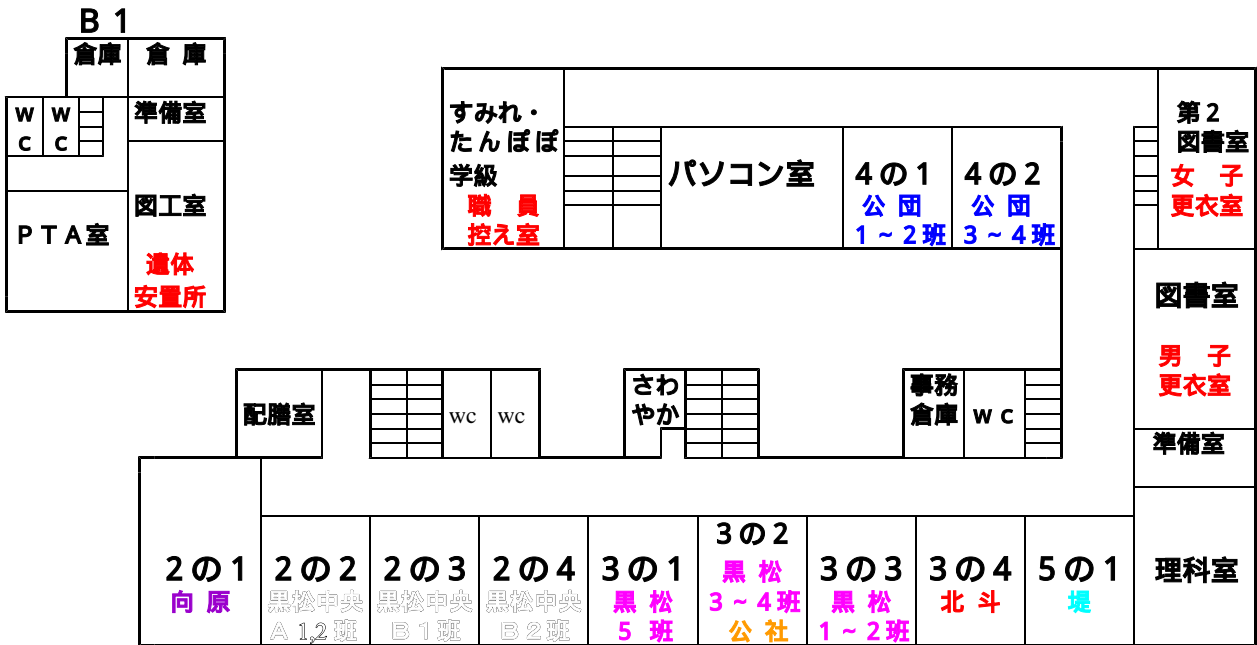 Ｂ１
倉庫
倉 庫
Ｗ
Ｃ
Ｗ
Ｃ
準備室
図工室
ＰＴＡ室
遺体
安置所
すみれ・
たんぽぽ
学級
職 員
控え室
パソコン室
４の１
公 団
１～２班
４の２
公 団
３～４班
第２
図書室
女 子
更衣室
図書室
男 子
更衣室
準備室
理科室
配膳室
wc
wc
さわ
やか
事務
倉庫
ＷＣ
２の１
向 原
２の２
黒松中央
Ａ 1,2 班
２の３
黒松中央
Ｂ１班
２の４
黒松中央
Ｂ２班
３の１
黒 松
５ 班
３の２
黒 松
３～４班
公 社
３の３
黒 松
１～２班
３の４
北 斗
５の１
堤